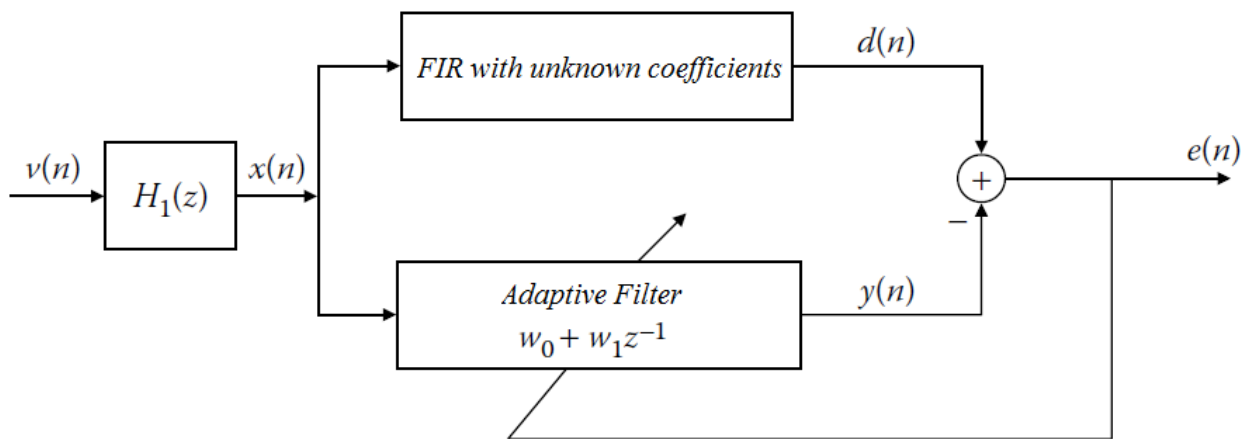 d(n)
FIR with unknown coefficients
v(n)
x(n)
e(n)
H₁(z)
+
−
Adaptive Filter
y(n)
w₀ + w₁z⁻¹